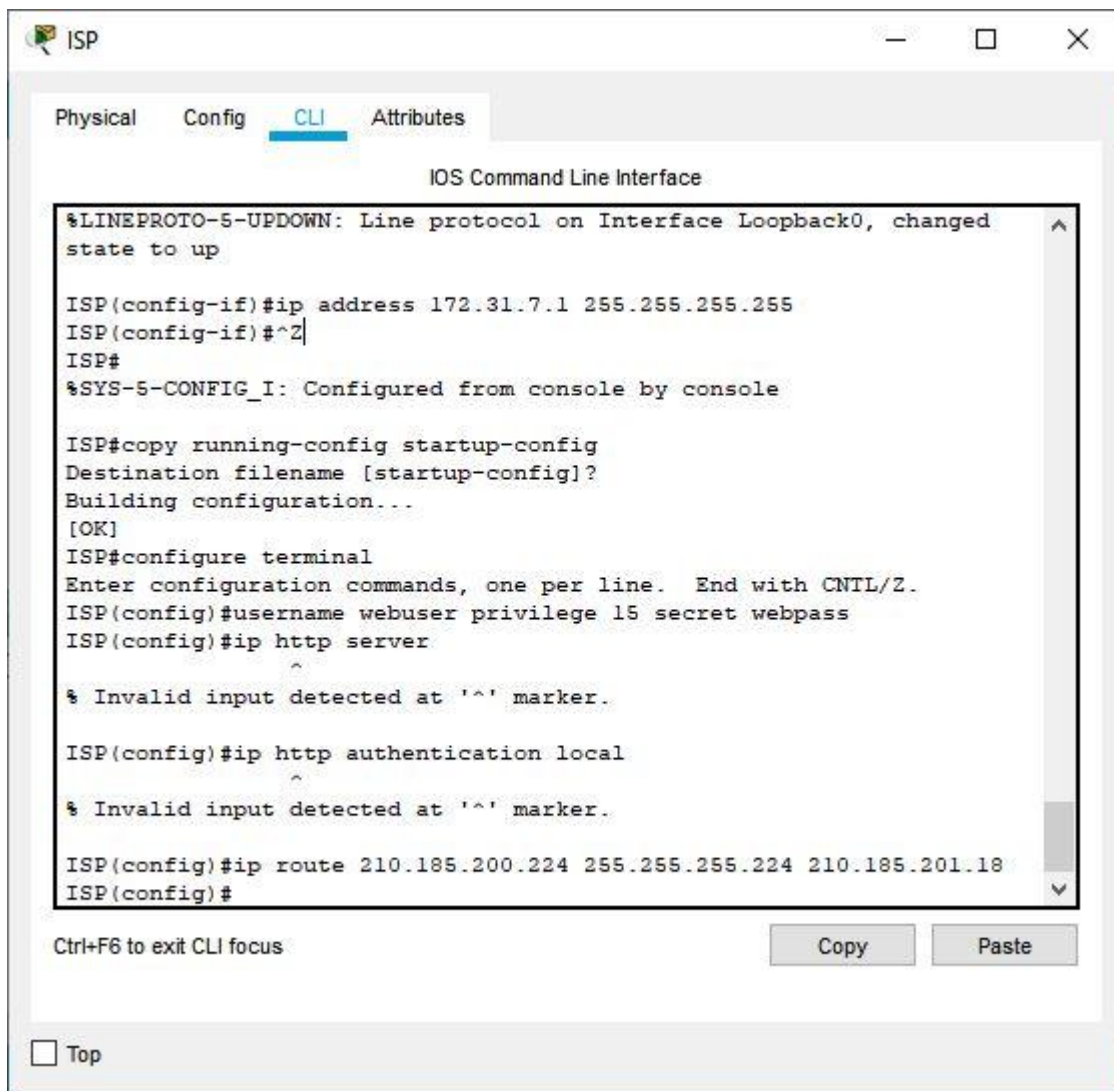 ISP
Physical Config CLI Attributes
IOS Command Line Interface
%LINEPROTO-5-UPDOWN: Line protocol on Interface Loopback0, changed
state to up
ISP(config-if)#ip address 172.31.7.1 255.255.255.255
ISP(config-if)#^Z
ISP#
%SYS-5-CONFIG_I: Configured from console by console
ISP#copy running-config startup-config
Destination filename [startup-config]?
Building configuration...
[OK]
ISP#configure terminal
Enter configuration commands, one per line.  End with CNTL/Z.
ISP(config)#username webuser privilege 15 secret webpass
ISP(config)#ip http server
^
% Invalid input detected at '^' marker.
ISP(config)#ip http authentication local
^
% Invalid input detected at '^' marker.
ISP(config)#ip route 210.185.200.224 255.255.255.224 210.185.201.18
ISP(config)#
Ctrl+F6 to exit CLI focus
Copy Paste
Top